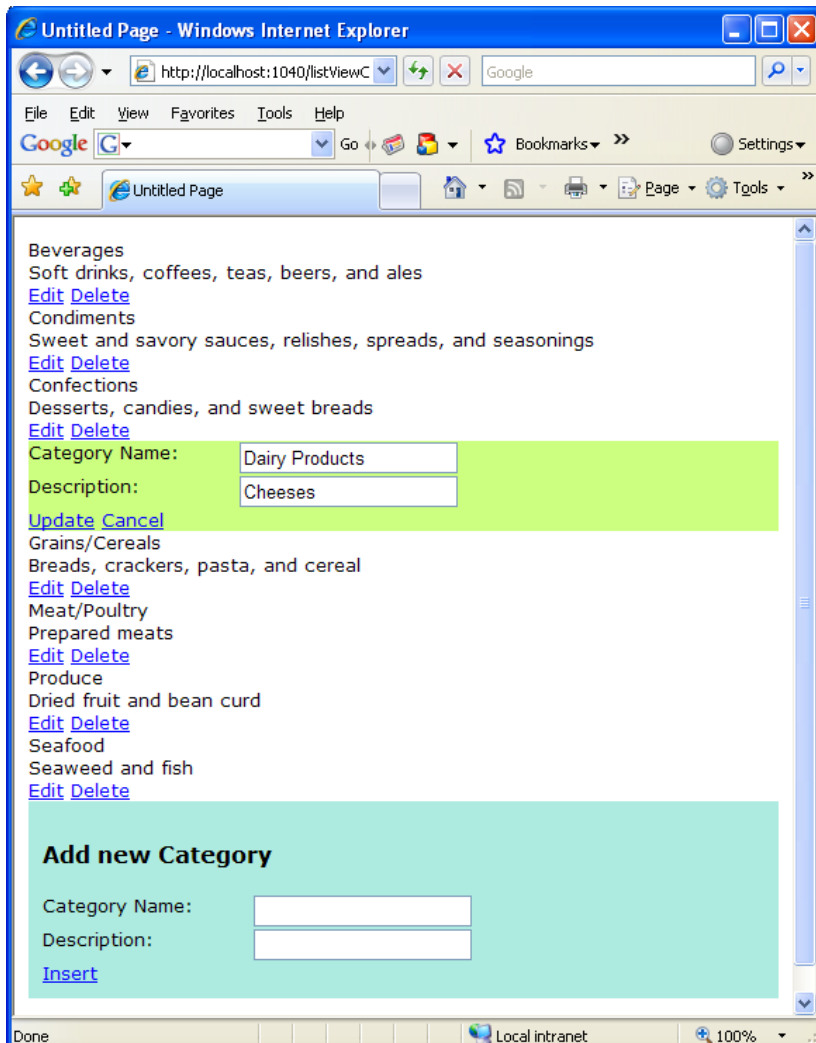 Untitled Page - Windows Internet Explorer
http://localhost:1040/listViewC Google
File Edit View Favorites Tools Help
Google G Go Bookmarks >> Settings
Untitled Page Page Tools >>
Beverages
Soft drinks, coffees, teas, beers, and ales
Edit Delete
Condiments
Sweet and savory sauces, relishes, spreads, and seasonings
Edit Delete
Confections
Desserts, candies, and sweet breads
Edit Delete
Category Name: Dairy Products
Description: Cheeses
Update Cancel
Grains/Cereals
Breads, crackers, pasta, and cereal
Edit Delete
Meat/Poultry
Prepared meats
Edit Delete
Produce
Dried fruit and bean curd
Edit Delete
Seafood
Seaweed and fish
Edit Delete
Add new Category
Category Name:
Description:
Insert
Done Local intranet 100%